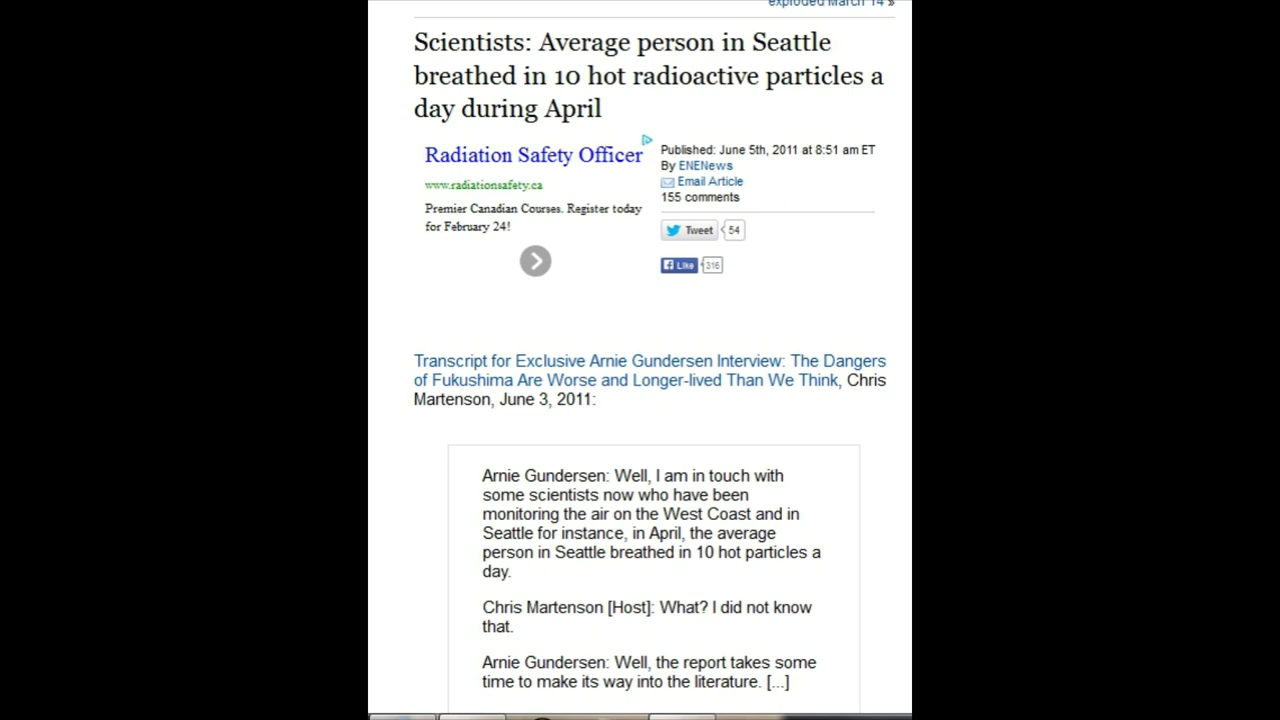 exploded March 14 »
Scientists: Average person in Seattle
breathed in 10 hot radioactive particles a
day during April
Radiation Safety Officer
www.radiationsafety.ca
Premier Canadian Courses. Register today
for February 24!
Published: June 5th, 2011 at 8:51 am ET
By ENENews
Email Article
155 comments
Tweet 54
Like 316
Transcript for Exclusive Arnie Gundersen Interview: The Dangers
of Fukushima Are Worse and Longer-lived Than We Think, Chris
Martenson, June 3, 2011:
Arnie Gundersen: Well, I am in touch with
some scientists now who have been
monitoring the air on the West Coast and in
Seattle for instance, in April, the average
person in Seattle breathed in 10 hot particles a
day.
Chris Martenson [Host]: What? I did not know
that.
Arnie Gundersen: Well, the report takes some
time to make its way into the literature. [...]